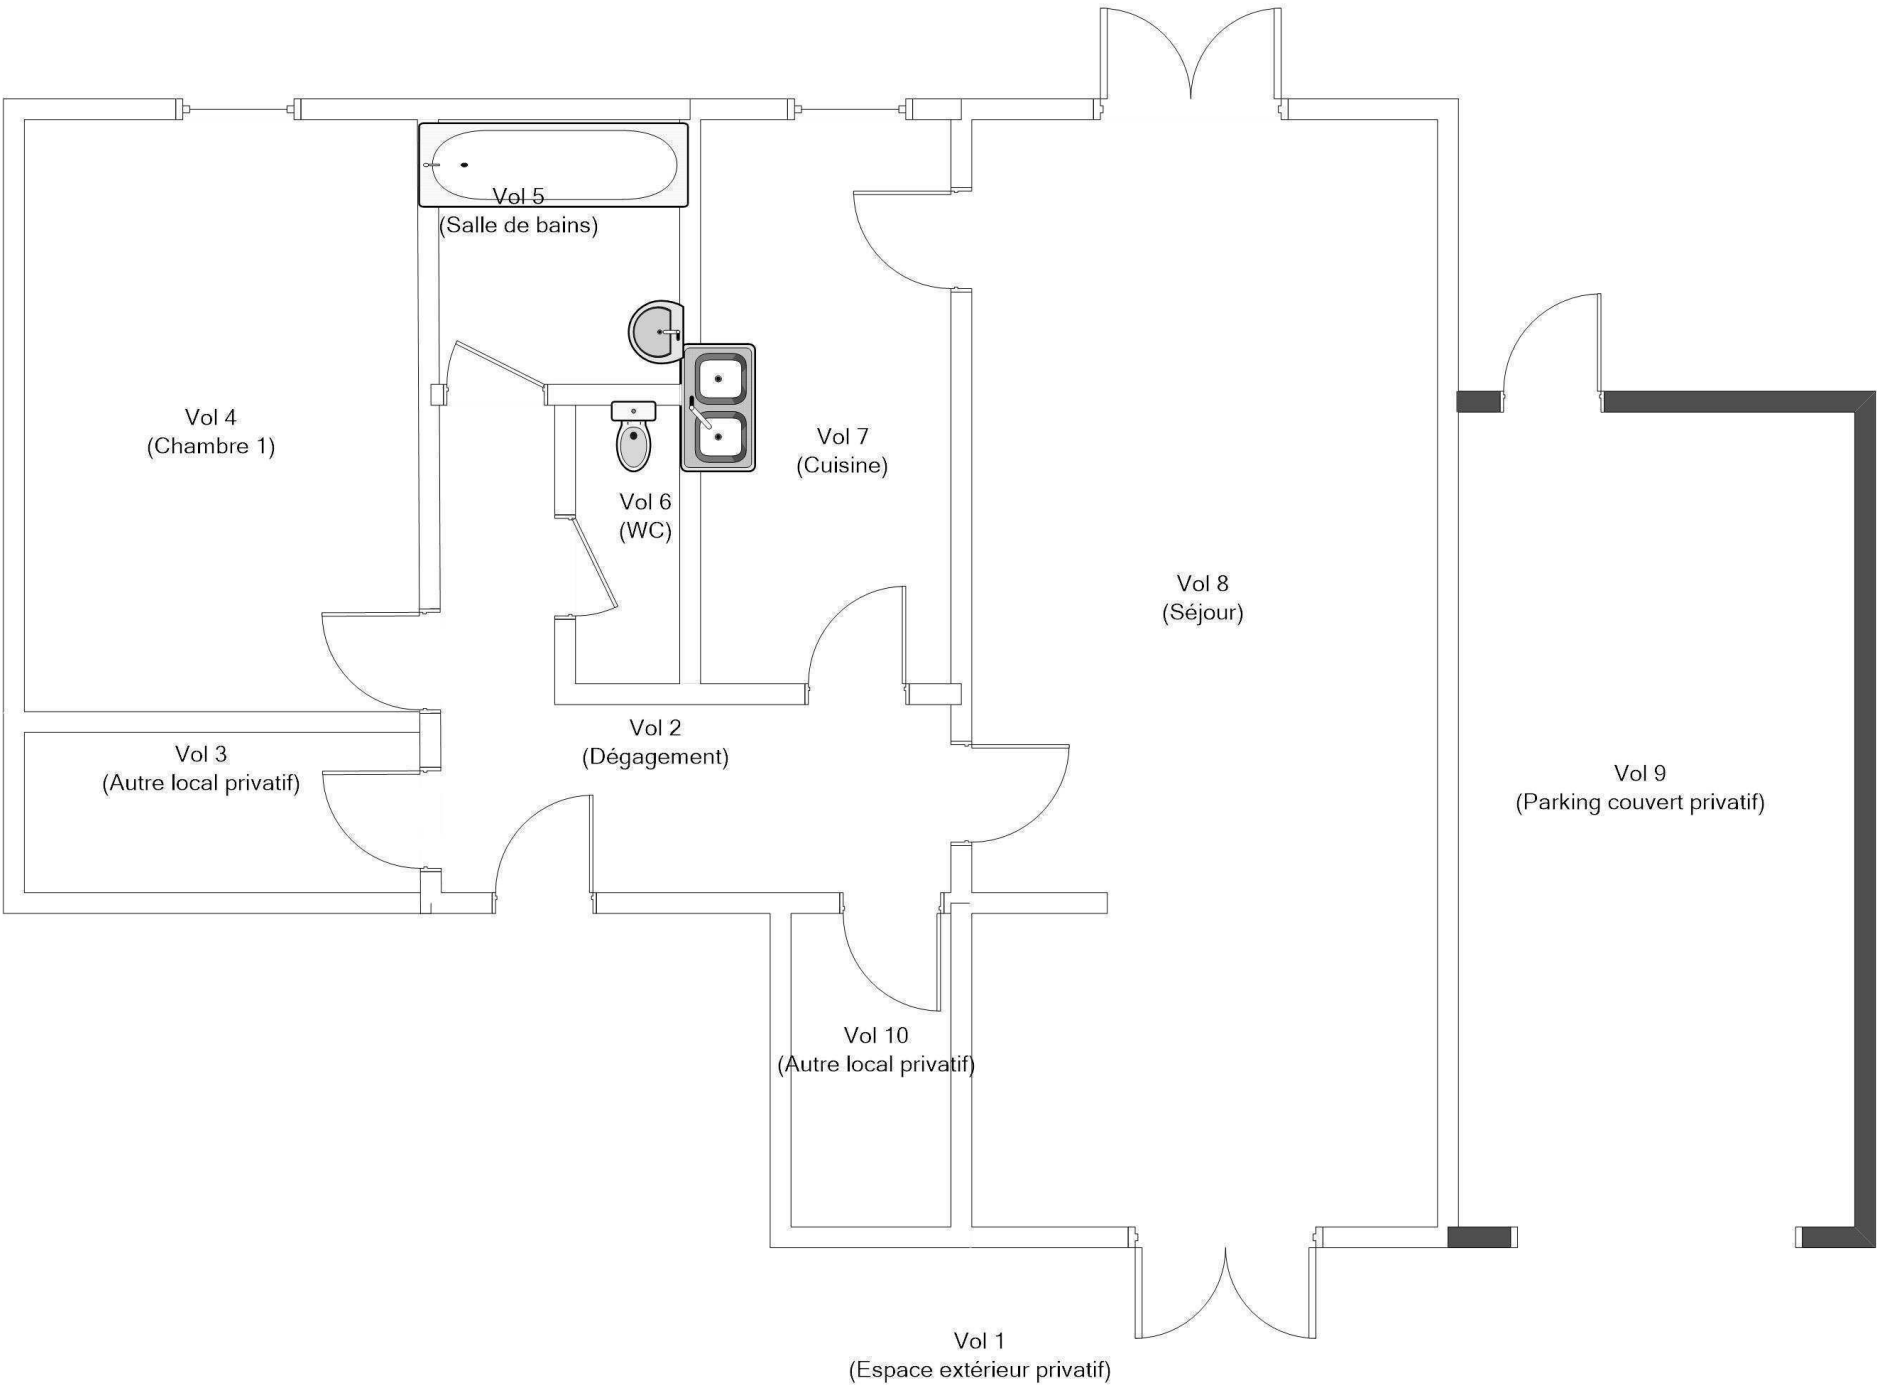 Vol 5
(Salle de bains)
Vol 4
(Chambre 1)
Vol 7
(Cuisine)
Vol 6
(WC)
Vol 8
(Séjour)
Vol 2
(Dégagement)
Vol 3
(Autre local privatif)
Vol 9
(Parking couvert privatif)
Vol 10
(Autre local privatif)
Vol 1
(Espace extérieur privatif)